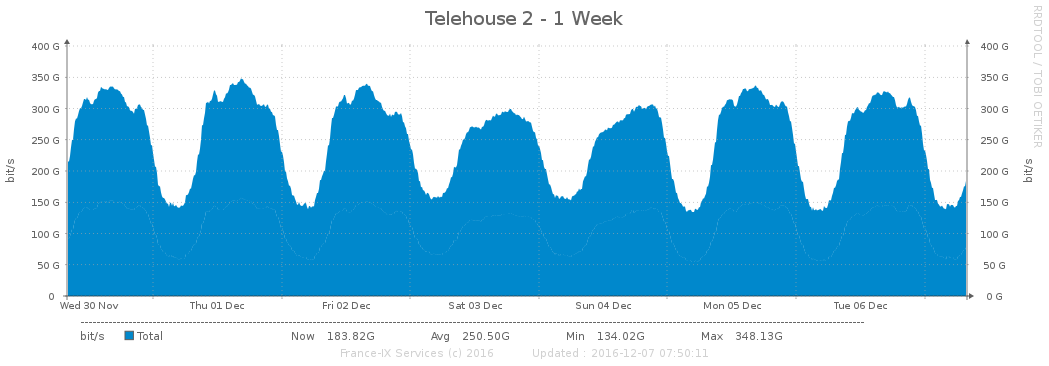 Telehouse 2 - 1 Week
RRDTOOL / TOBI OETIKER
400 G 400 G
350 G 350 G
300 G 300 G
250 G 250 G
200 G 200 G
150 G 150 G
100 G 100 G
50 G 50 G
0 0 G
bit/s
bit/s
Wed 30 Nov Thu 01 Dec Fri 02 Dec Sat 03 Dec Sun 04 Dec Mon 05 Dec Tue 06 Dec
bit/s Total Now 183.82G Avg 250.50G Min 134.02G Max 348.13G
France-IX Services (c) 2016 Updated : 2016-12-07 07:50:11